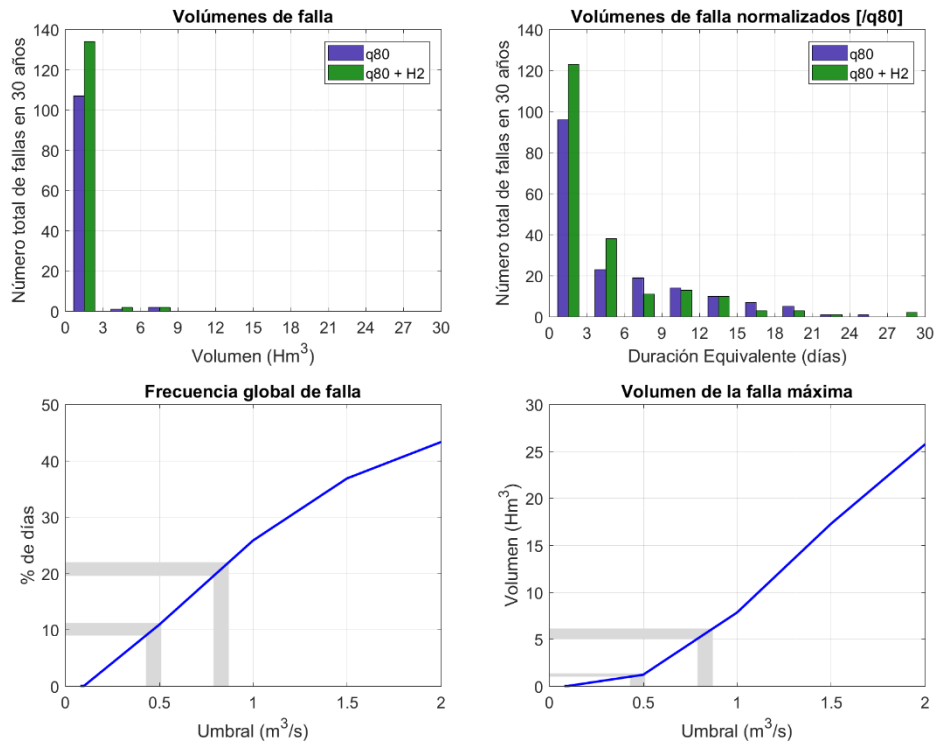 Volúmenes de falla
Número total de fallas en 30 años
140
120
100
80
60
40
20
0
q80
q80 + H2
0 3 6 9 12 15 18 21 24 27 30
Volumen (Hm³)
Volúmenes de falla normalizados [/q80]
Número total de fallas en 30 años
140
120
100
80
60
40
20
0
q80
q80 + H2
0 3 6 9 12 15 18 21 24 27 30
Duración Equivalente (días)
Frecuencia global de falla
% de días
50
40
30
20
10
0
0 0.5 1 1.5 2
Umbral (m³/s)
Volumen de la falla máxima
Volumen (Hm³)
30
25
20
15
10
5
0
0 0.5 1 1.5 2
Umbral (m³/s)